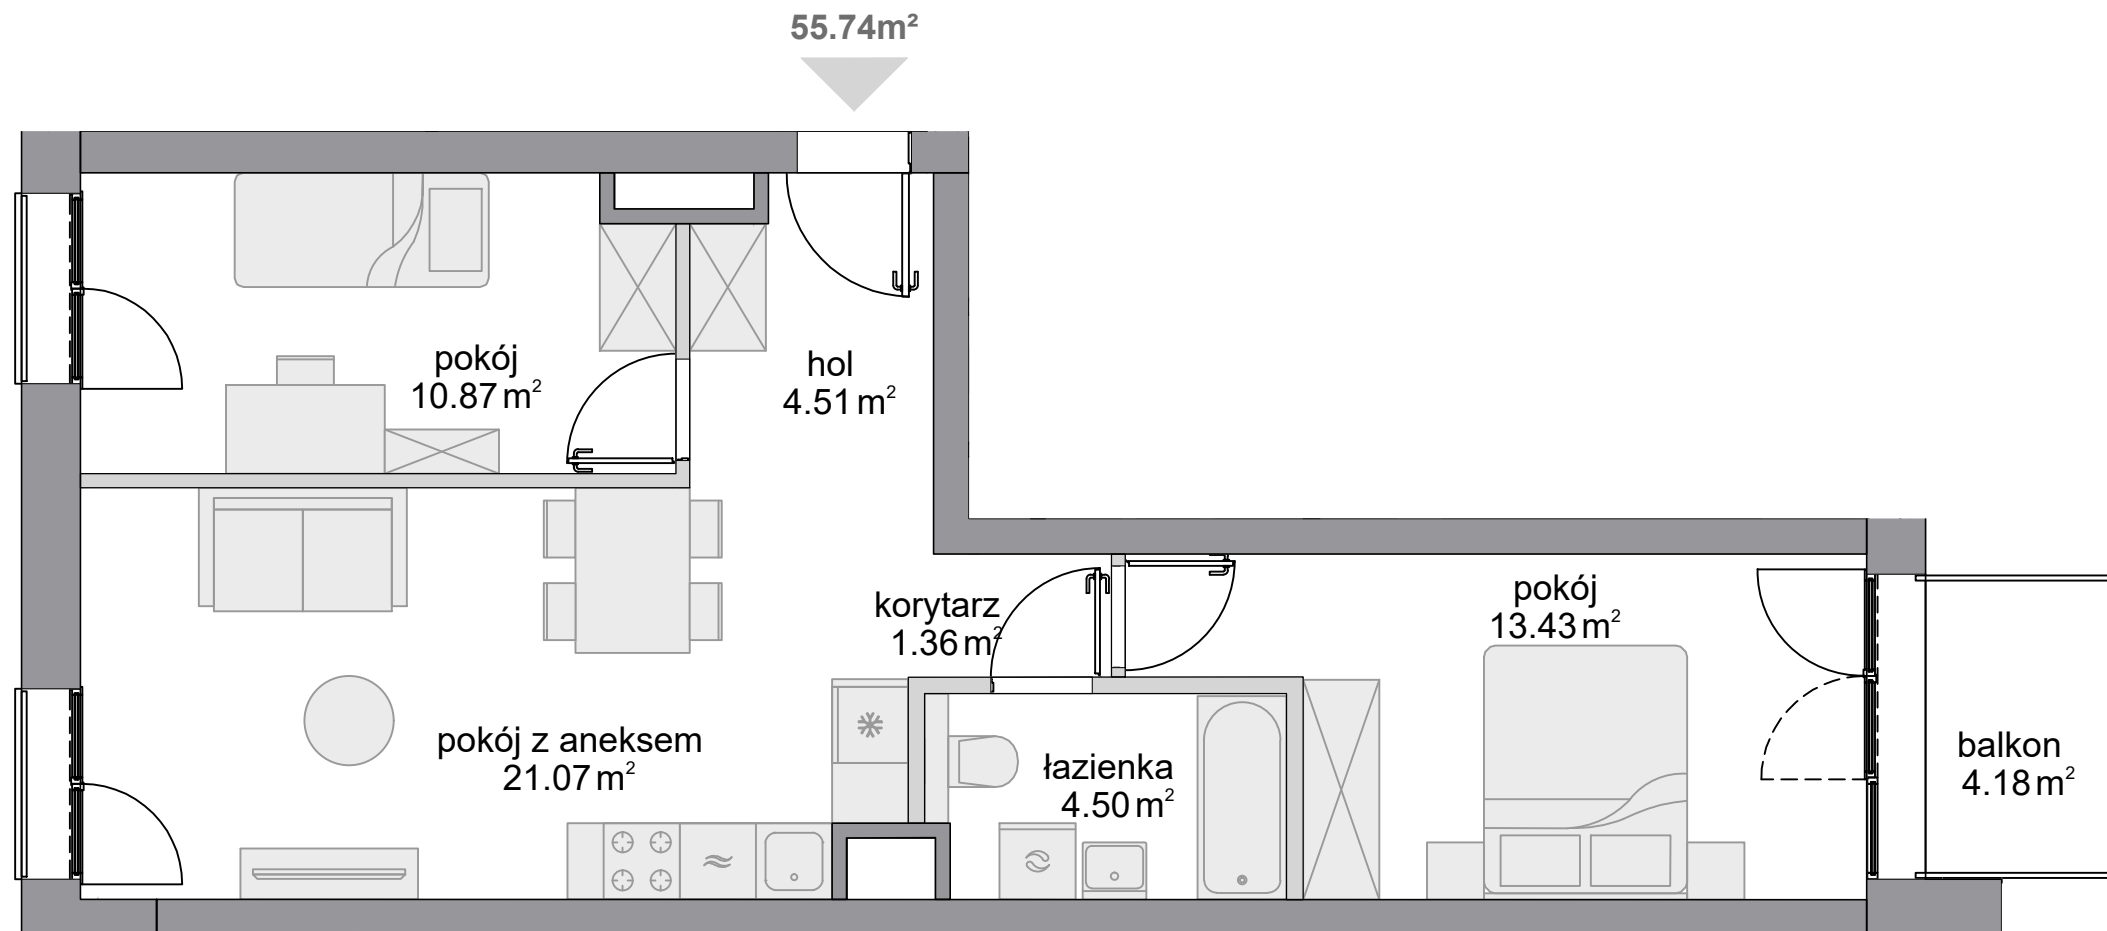 55.74m²
pokój
10.87 m²
hol
4.51 m²
korytarz
1.36 m²
pokój
13.43 m²
pokój z aneksem
21.07 m²
łazienka
4.50 m²
balkon
4.18 m²